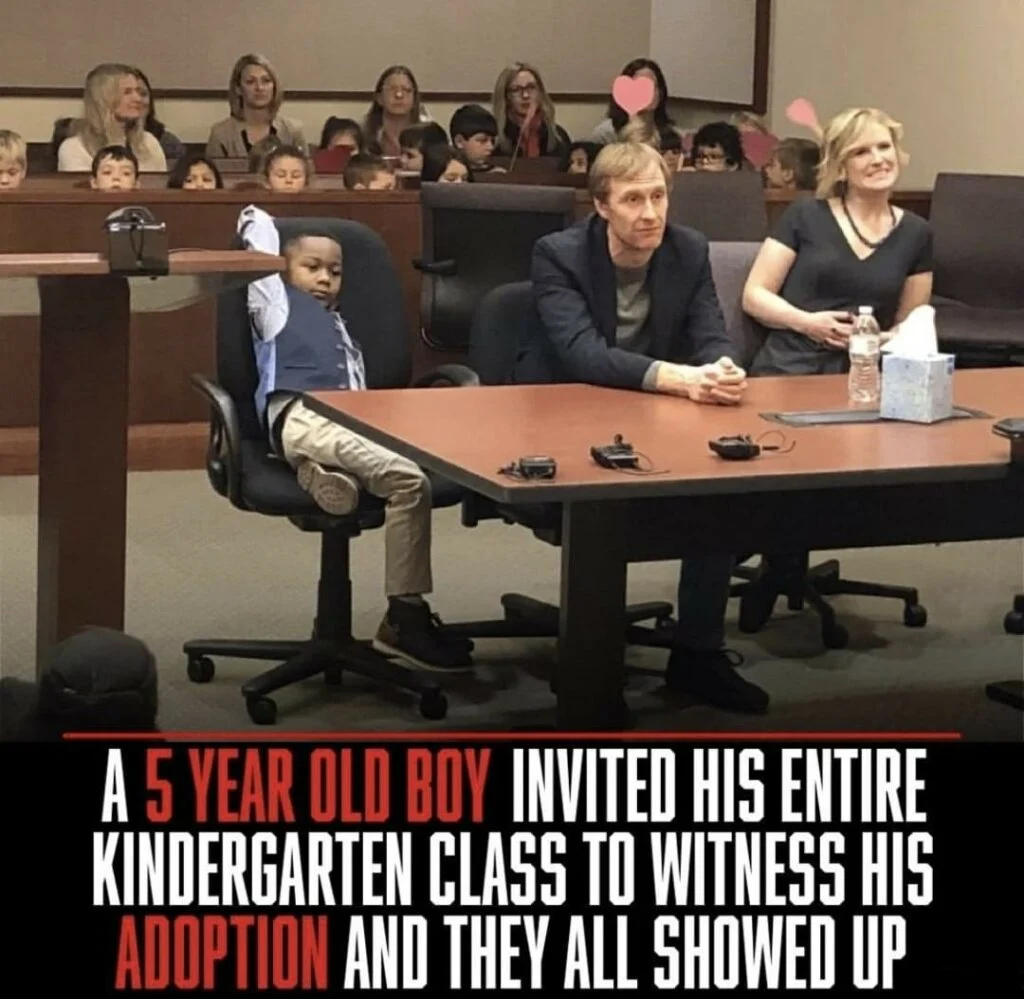 A 5 YEAR OLD BOY INVITED HIS ENTIRE
KINDERGARTEN CLASS TO WITNESS HIS
ADOPTION AND THEY ALL SHOWED UP